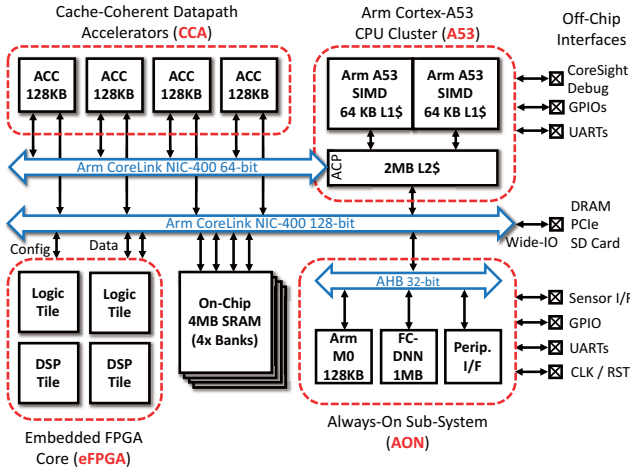 Cache-Coherent Datapath
Accelerators (CCA)
Arm Cortex-A53
CPU Cluster (A53)
Off-Chip
Interfaces
ACC
128KB
ACC
128KB
ACC
128KB
ACC
128KB
Arm A53
SIMD
64 KB L1$
Arm A53
SIMD
64 KB L1$
CoreSight
Debug
GPIOs
UARTs
Arm CoreLink NIC-400 64-bit
ACP
2MB L2$
Arm CoreLink NIC-400 128-bit
DRAM
PCIe
SD Card
Wide-IO
Config
Data
Logic
Tile
Logic
Tile
DSP
Tile
DSP
Tile
On-Chip
4MB SRAM
(4x Banks)
AHB 32-bit
Arm
M0
128KB
FC-
DNN
1MB
Perip.
I/F
Sensor I/F
GPIO
UARTs
CLK / RST
Embedded FPGA
Core (eFPGA)
Always-On Sub-System
(AON)